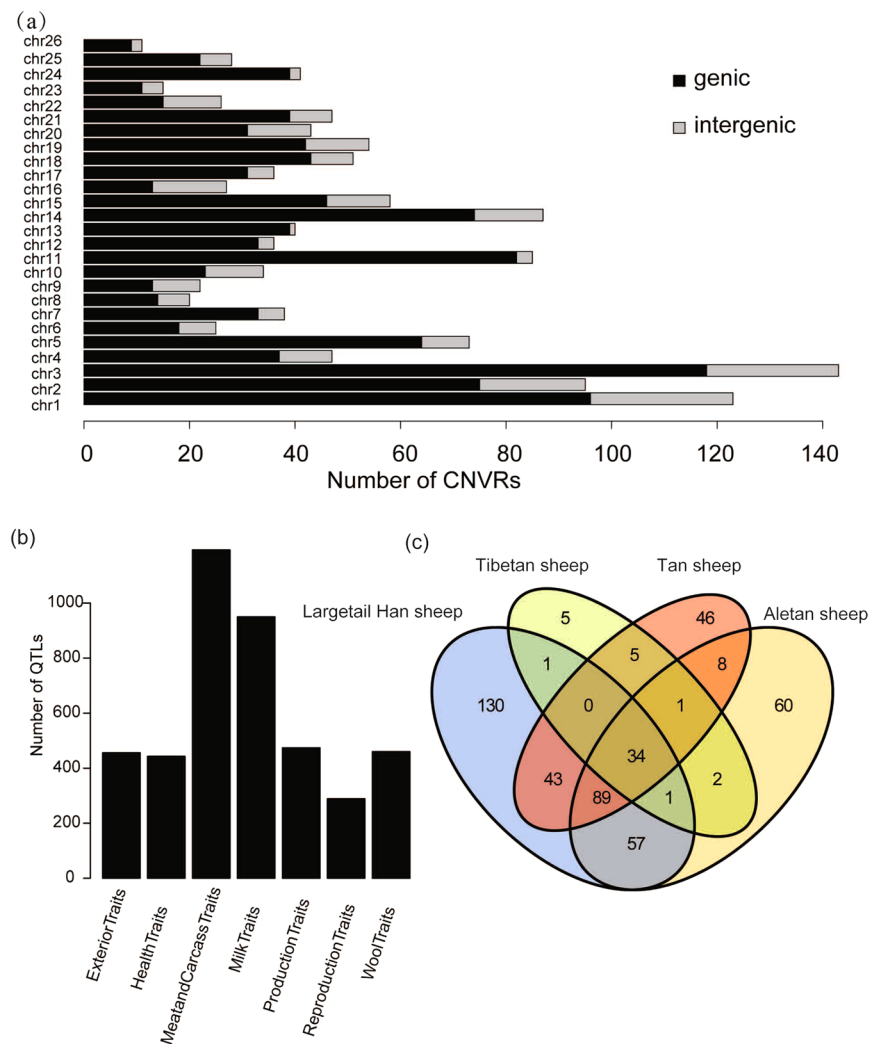 (a)
chr26
chr25
chr24
chr23
chr22
chr21
chr20
chr19
chr18
chr17
chr16
chr15
chr14
chr13
chr12
chr11
chr10
chr9
chr8
chr7
chr6
chr5
chr4
chr3
chr2
chr1
genic
intergenic
0 20 40 60 80 100 120 140
Number of CNVRs
(b)
Number of QTLs
1000
800
600
400
200
0
ExteriorTraits
HealthTraits
MeatandCarcassTraits
MilkTraits
ProductionTraits
ReproductionTraits
WoolTraits
(c)
Tibetan sheep
Tan sheep
Largetail Han sheep
Aletan sheep
5
46
1
5
8
130
0
1
60
34
43
89
1
2
57